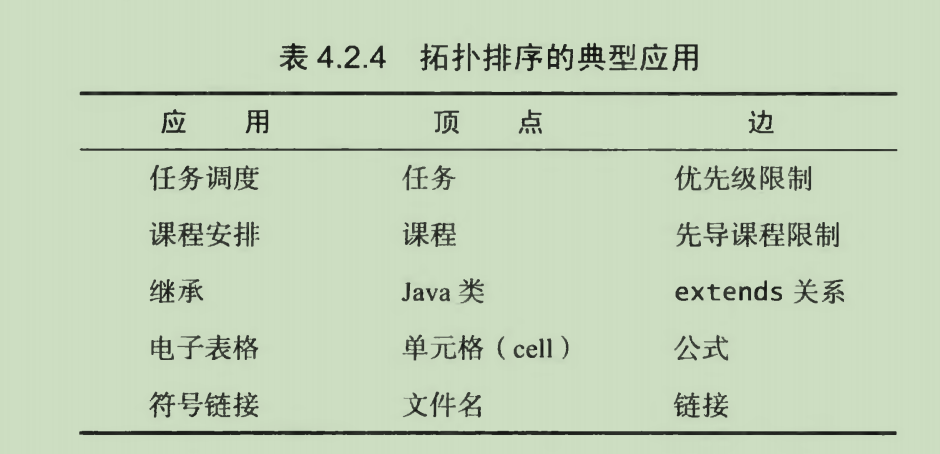 表 4.2.4 拓扑排序的典型应用
应 用 顶 点 边
任务调度 任务 优先级限制
课程安排 课程 先导课程限制
继承 Java 类 extends 关系
电子表格 单元格（cell） 公式
符号链接 文件名 链接